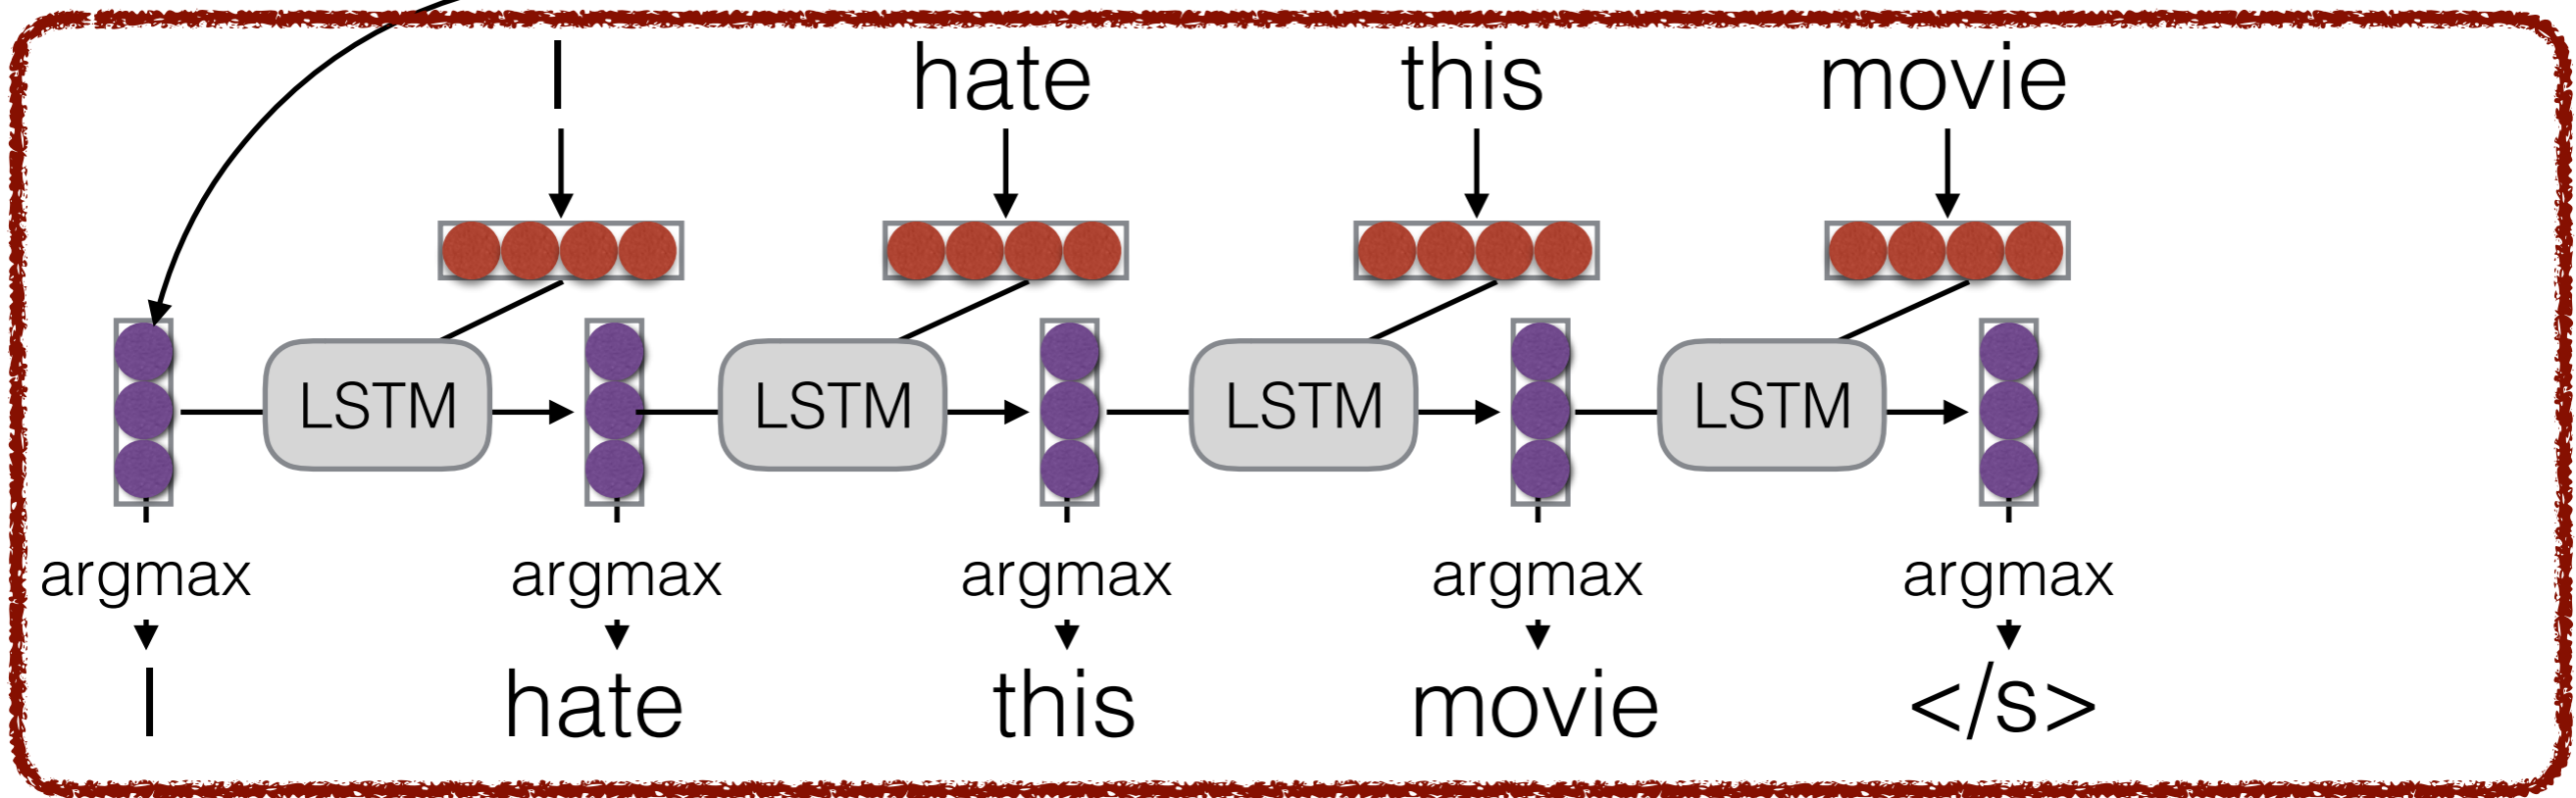 I hate this movie
LSTM LSTM LSTM LSTM
argmax argmax argmax argmax argmax
I hate this movie </s>